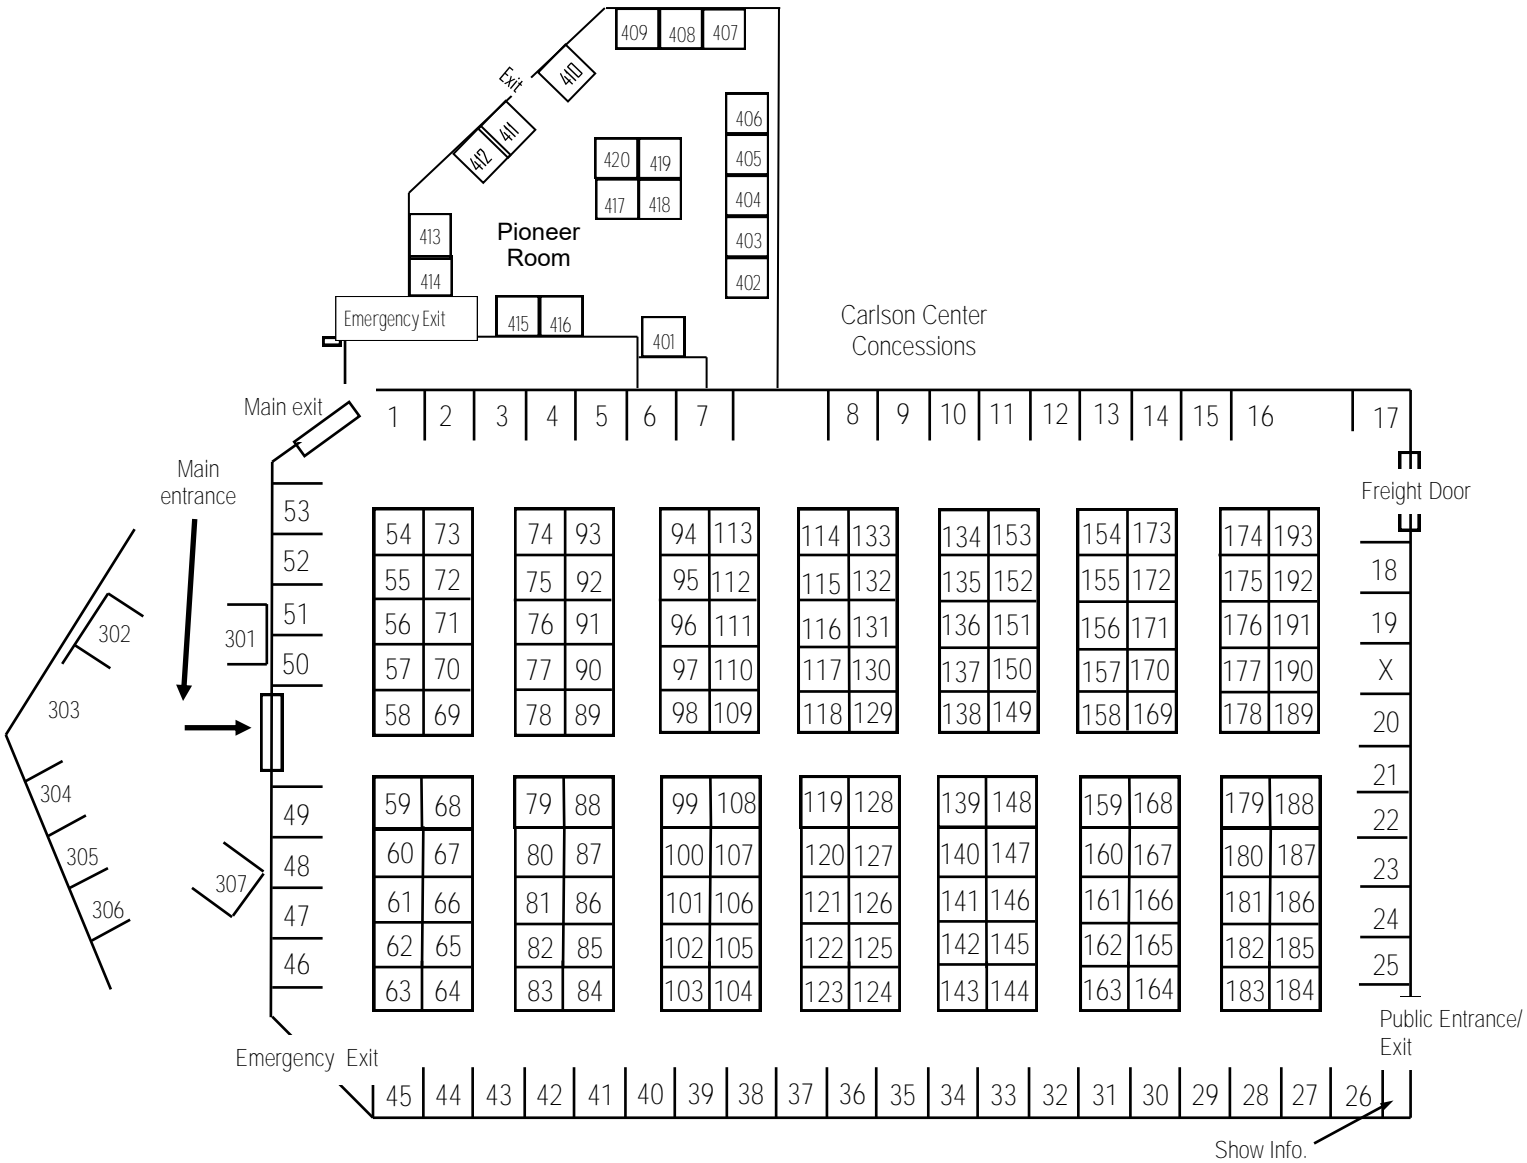 409 408 407
410
Exit
406
411
412
420 419
405
417 418
404
413
Pioneer
Room
403
414
402
Emergency Exit
415 416
401
Carlson Center
Concessions
Main exit
1 2 3 4 5 6 7 8 9 10 11 12 13 14 15 16 17
Main
entrance
Freight Door
53
54 73 74 93 94 113 114 133 134 153 154 173 174 193
52
55 72 75 92 95 112 115 132 135 152 155 172 175 192
18
51
56 71 76 91 96 111 116 131 136 151 156 171 176 191
19
302
301
50
57 70 77 90 97 110 117 130 137 150 157 170 177 190
X
303
58 69 78 89 98 109 118 129 138 149 158 169 178 189
20
21
304
49
59 68 79 88 99 108 119 128 139 148 159 168 179 188
22
305
48
60 67 80 87 100 107 120 127 140 147 160 167 180 187
23
307
306
47
61 66 81 86 101 106 121 126 141 146 161 166 181 186
24
46
62 65 82 85 102 105 122 125 142 145 162 165 182 185
25
63 64 83 84 103 104 123 124 143 144 163 164 183 184
Public Entrance/
Exit
Emergency Exit
45 44 43 42 41 40 39 38 37 36 35 34 33 32 31 30 29 28 27 26
Show Info.